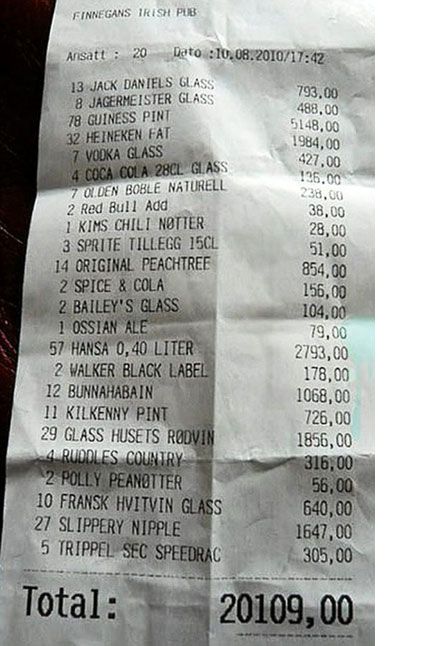 FINNEGANS IRISH PUB
Ansatt : 20 Dato :10.08.2010/17:42
13 JACK DANIELS GLASS 793,00
8 JAGERMEISTER GLASS 488,00
78 GUINESS PINT 5148,00
32 HEINEKEN FAT 1984,00
7 VODKA GLASS 427,00
4 COCA COLA 28CL GLASS 136,00
7 OLDEN BOBLE NATURELL 238,00
2 Red Bull Add 38,00
1 KIMS CHILI NØTTER 28,00
3 SPRITE TILLEGG 15CL 51,00
14 ORIGINAL PEACHTREE 854,00
2 SPICE & COLA 156,00
2 BAILEY'S GLASS 104,00
1 OSSIAN ALE 79,00
57 HANSA 0,40 LITER 2793,00
2 WALKER BLACK LABEL 178,00
12 BUNNAHABAIN 1068,00
11 KILKENNY PINT 726,00
29 GLASS HUSETS RØDVIN 1856,00
4 RUDDLES COUNTRY 316,00
2 POLLY PEANØTTER 56,00
10 FRANSK HVITVIN GLASS 640,00
27 SLIPPERY NIPPLE 1647,00
5 TRIPPEL SEC SPEEDRAC 305,00
Total: 20109,00